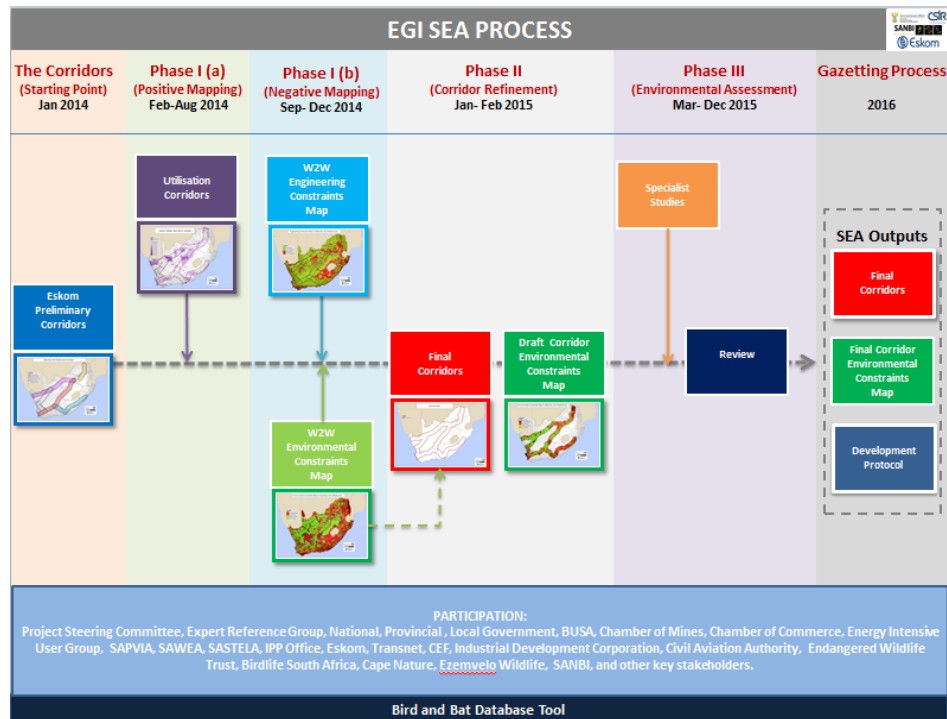 EGI SEA PROCESS
CSIR
SANBI
Eskom
The Corridors
(Starting Point)
Jan 2014
Phase I (a)
(Positive Mapping)
Feb-Aug 2014
Phase I (b)
(Negative Mapping)
Sep- Dec 2014
Phase II
(Corridor Refinement)
Jan- Feb 2015
Phase III
(Environmental Assessment)
Mar- Dec 2015
Gazetting Process
2016
Eskom
Preliminary
Corridors
Utilisation
Corridors
W2W
Engineering
Constraints
Map
W2W
Environmental
Constraints
Map
Final
Corridors
Draft Corridor
Environmental
Constraints
Map
Specialist
Studies
Review
SEA Outputs
Final
Corridors
Final Corridor
Environmental
Constraints
Map
Development
Protocol
PARTICIPATION:
Project Steering Committee, Expert Reference Group, National, Provincial , Local Government, BUSA, Chamber of Mines, Chamber of Commerce, Energy Intensive
User Group, SAPVIA, SAWEA, SASTELA, IPP Office, Eskom, Transnet, CEF, Industrial Development Corporation, Civil Aviation Authority, Endangered Wildlife
Trust, Birdlife South Africa, Cape Nature, Ezemvelo Wildlife, SANBI, and other key stakeholders.
Bird and Bat Database Tool